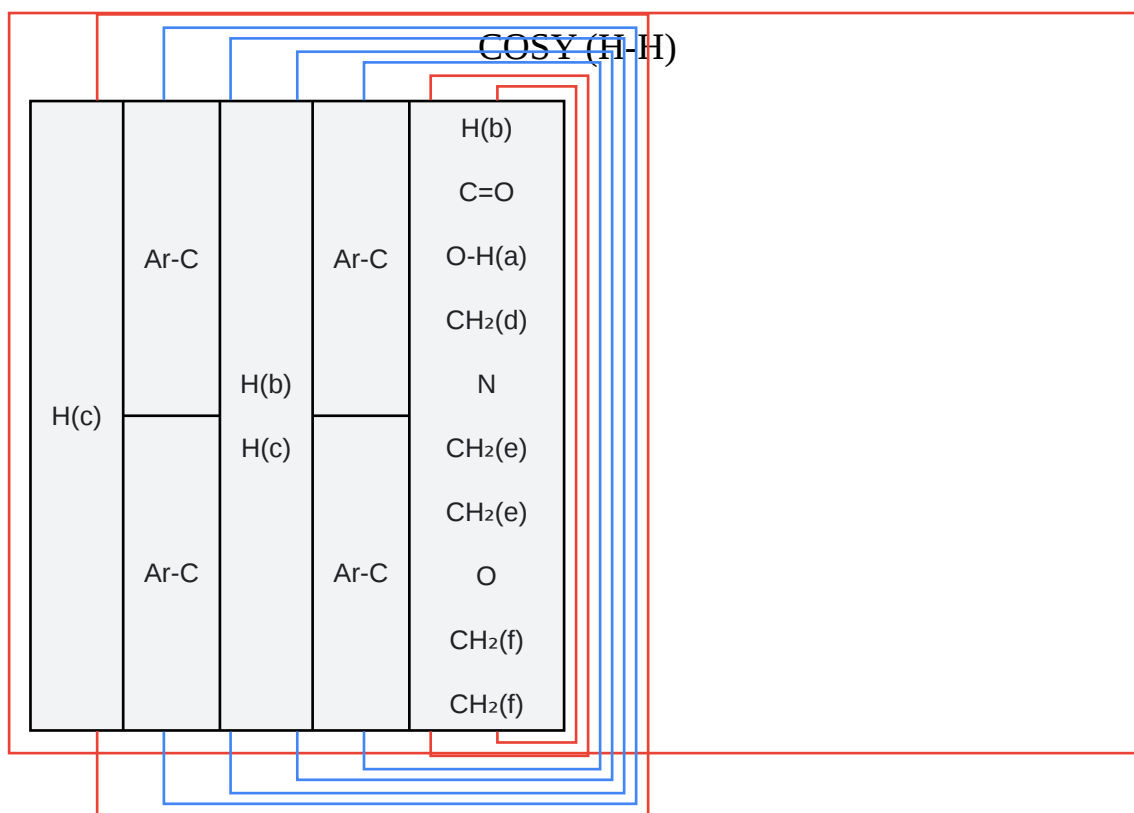 COSY (H-H)
H(c)
Ar-C
Ar-C
H(b)
H(c)
Ar-C
Ar-C
H(b)
C=O
O-H(a)
CH₂(d)
N
CH₂(e)
CH₂(e)
O
CH₂(f)
CH₂(f)